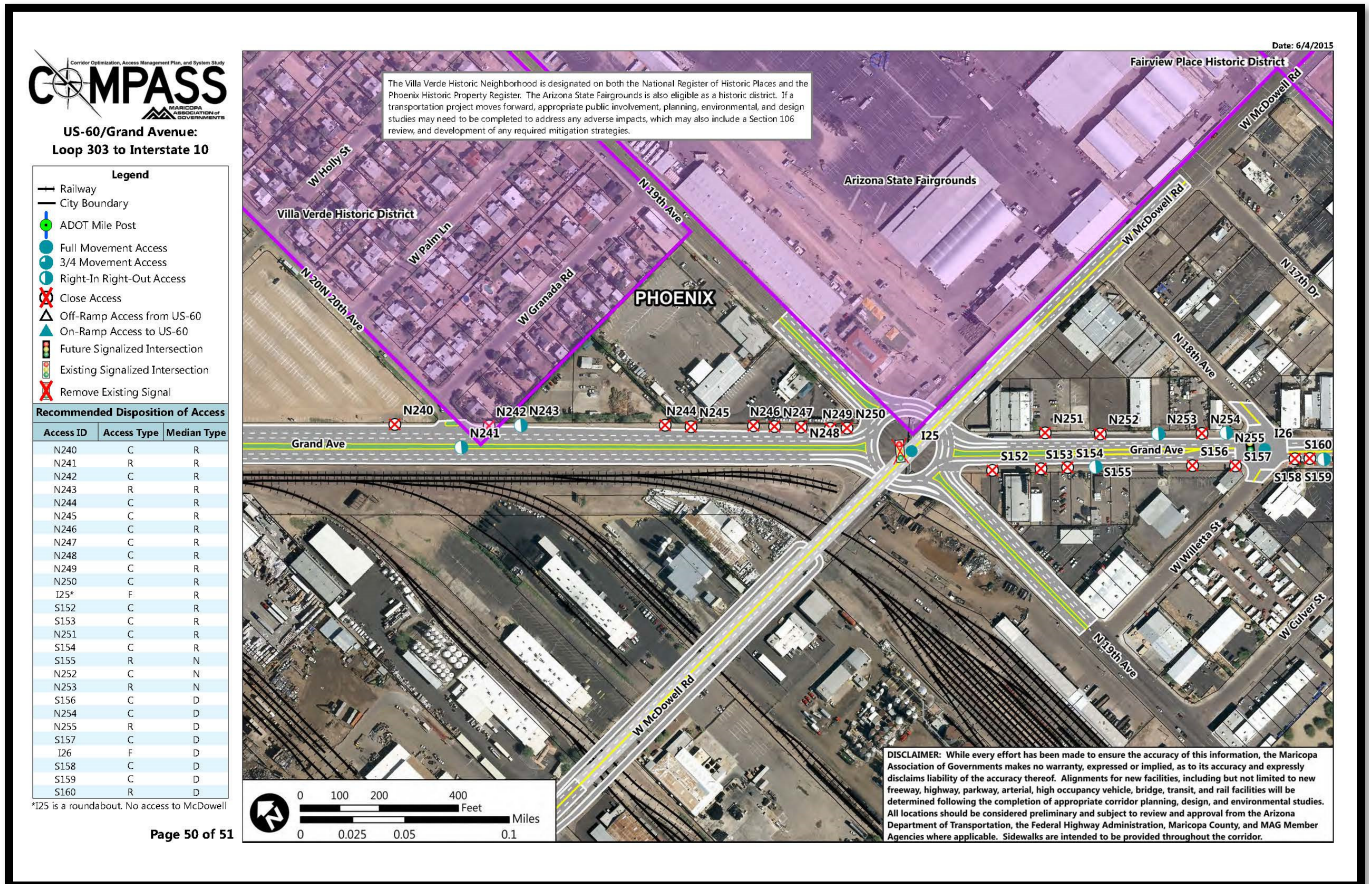 Date: 6/4/2015
Corridor Optimization, Access Management Plan, and System Study
COMPASS
MARICOPA
ASSOCIATION of
GOVERNMENTS
US-60/Grand Avenue:
Loop 303 to Interstate 10
Legend
Railway
City Boundary
ADOT Mile Post
Full Movement Access
3/4 Movement Access
Right-In Right-Out Access
Close Access
Off-Ramp Access from US-60
On-Ramp Access to US-60
Future Signalized Intersection
Existing Signalized Intersection
Remove Existing Signal
Recommended Disposition of Access
Access ID Access Type Median Type
N240 C R
N241 R R
N242 C R
N243 R R
N244 C R
N245 C R
N246 C R
N247 C R
N248 C R
N249 C R
N250 C R
I25* F R
S152 C R
S153 C R
N251 C R
S154 C R
S155 R N
N252 C N
N253 R N
S156 C D
N254 C D
N255 R D
S157 C D
I26 F D
S158 C D
S159 C D
S160 R D
*I25 is a roundabout. No access to McDowell
Page 50 of 51
The Villa Verde Historic Neighborhood is designated on both the National Register of Historic Places and the
Phoenix Historic Property Register. The Arizona State Fairgrounds is also eligible as a historic district. If a
transportation project moves forward, appropriate public involvement, planning, environmental, and design
studies may need to be completed to address any adverse impacts, which may also include a Section 106
review, and development of any required mitigation strategies.
Fairview Place Historic District
W McDowell Rd
W Holly St
N 19th Ave
Arizona State Fairgrounds
Villa Verde Historic District
W Palm Ln
W McDowell Rd
N 20th Ave
W Granada Rd
PHOENIX
N 17th Dr
N 18th Ave
N240
N242 N243
N244 N245
N246 N247
N249 N250
N241
N248
I25
N251
N252
N253
N254
I26
N255
S160
Grand Ave
S152
S153 S154
Grand Ave
S156
S157
S155
S158 S159
W Willetta St
W Culver St
N 19th Ave
W McDowell Rd
0 100 200 400
Feet
Miles
0 0.025 0.05 0.1
DISCLAIMER: While every effort has been made to ensure the accuracy of this information, the Maricopa
Association of Governments makes no warranty, expressed or implied, as to its accuracy and expressly
disclaims liability of the accuracy thereof. Alignments for new facilities, including but not limited to new
freeway, highway, parkway, arterial, high occupancy vehicle, bridge, transit, and rail facilities will be
determined following the completion of appropriate corridor planning, design, and environmental studies.
All locations should be considered preliminary and subject to review and approval from the Arizona
Department of Transportation, the Federal Highway Administration, Maricopa County, and MAG Member
Agencies where applicable. Sidewalks are intended to be provided throughout the corridor.